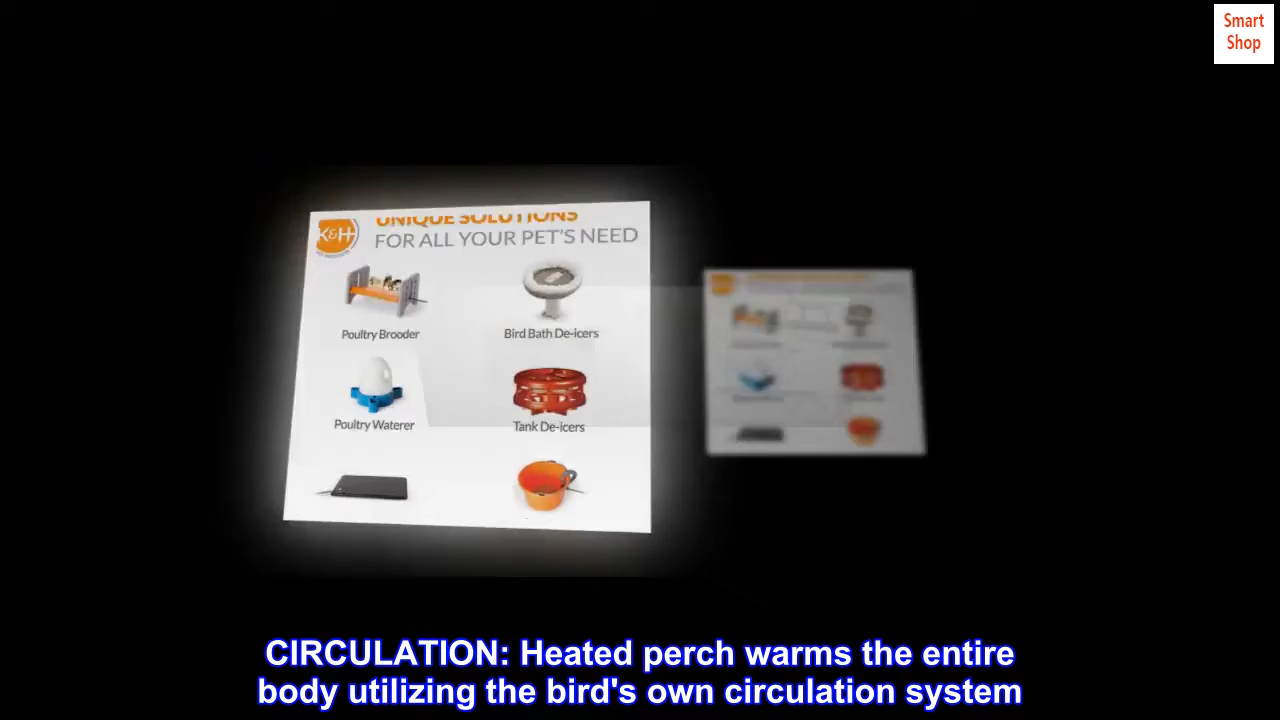 Smart
Shop
UNIQUE SOLUTIONS
K&H
FOR ALL YOUR PET'S NEED
Poultry Brooder
Bird Bath De-icers
Poultry Waterer
Tank De-icers
CIRCULATION: Heated perch warms the entire
body utilizing the bird's own circulation system